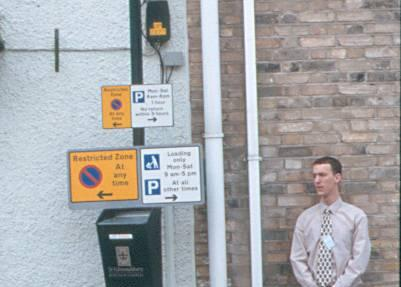 Restricted
Zone
At any
time
P
Mon-Sat
8am-6pm
1 hour
No return
within 2 hours
Restricted Zone
At
any
time
Loading
only
Mon-Sat
9 am-5 pm
P
At all
other
times